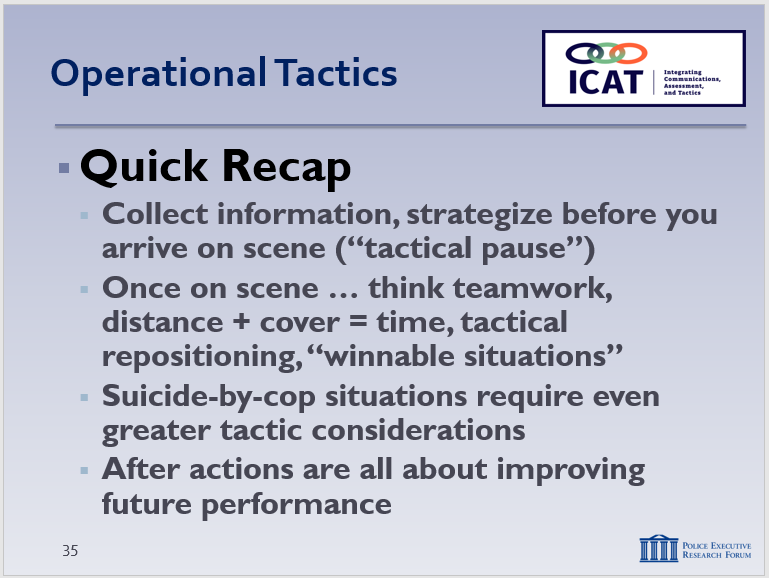 Operational Tactics
ICAT
Integrating
Communications,
Assessment,
and Tactics
Quick Recap
Collect information, strategize before you
arrive on scene (“tactical pause”)
Once on scene … think teamwork,
distance + cover = time, tactical
repositioning, “winnable situations”
Suicide-by-cop situations require even
greater tactic considerations
After actions are all about improving
future performance
35
POLICE EXECUTIVE
RESEARCH FORUM